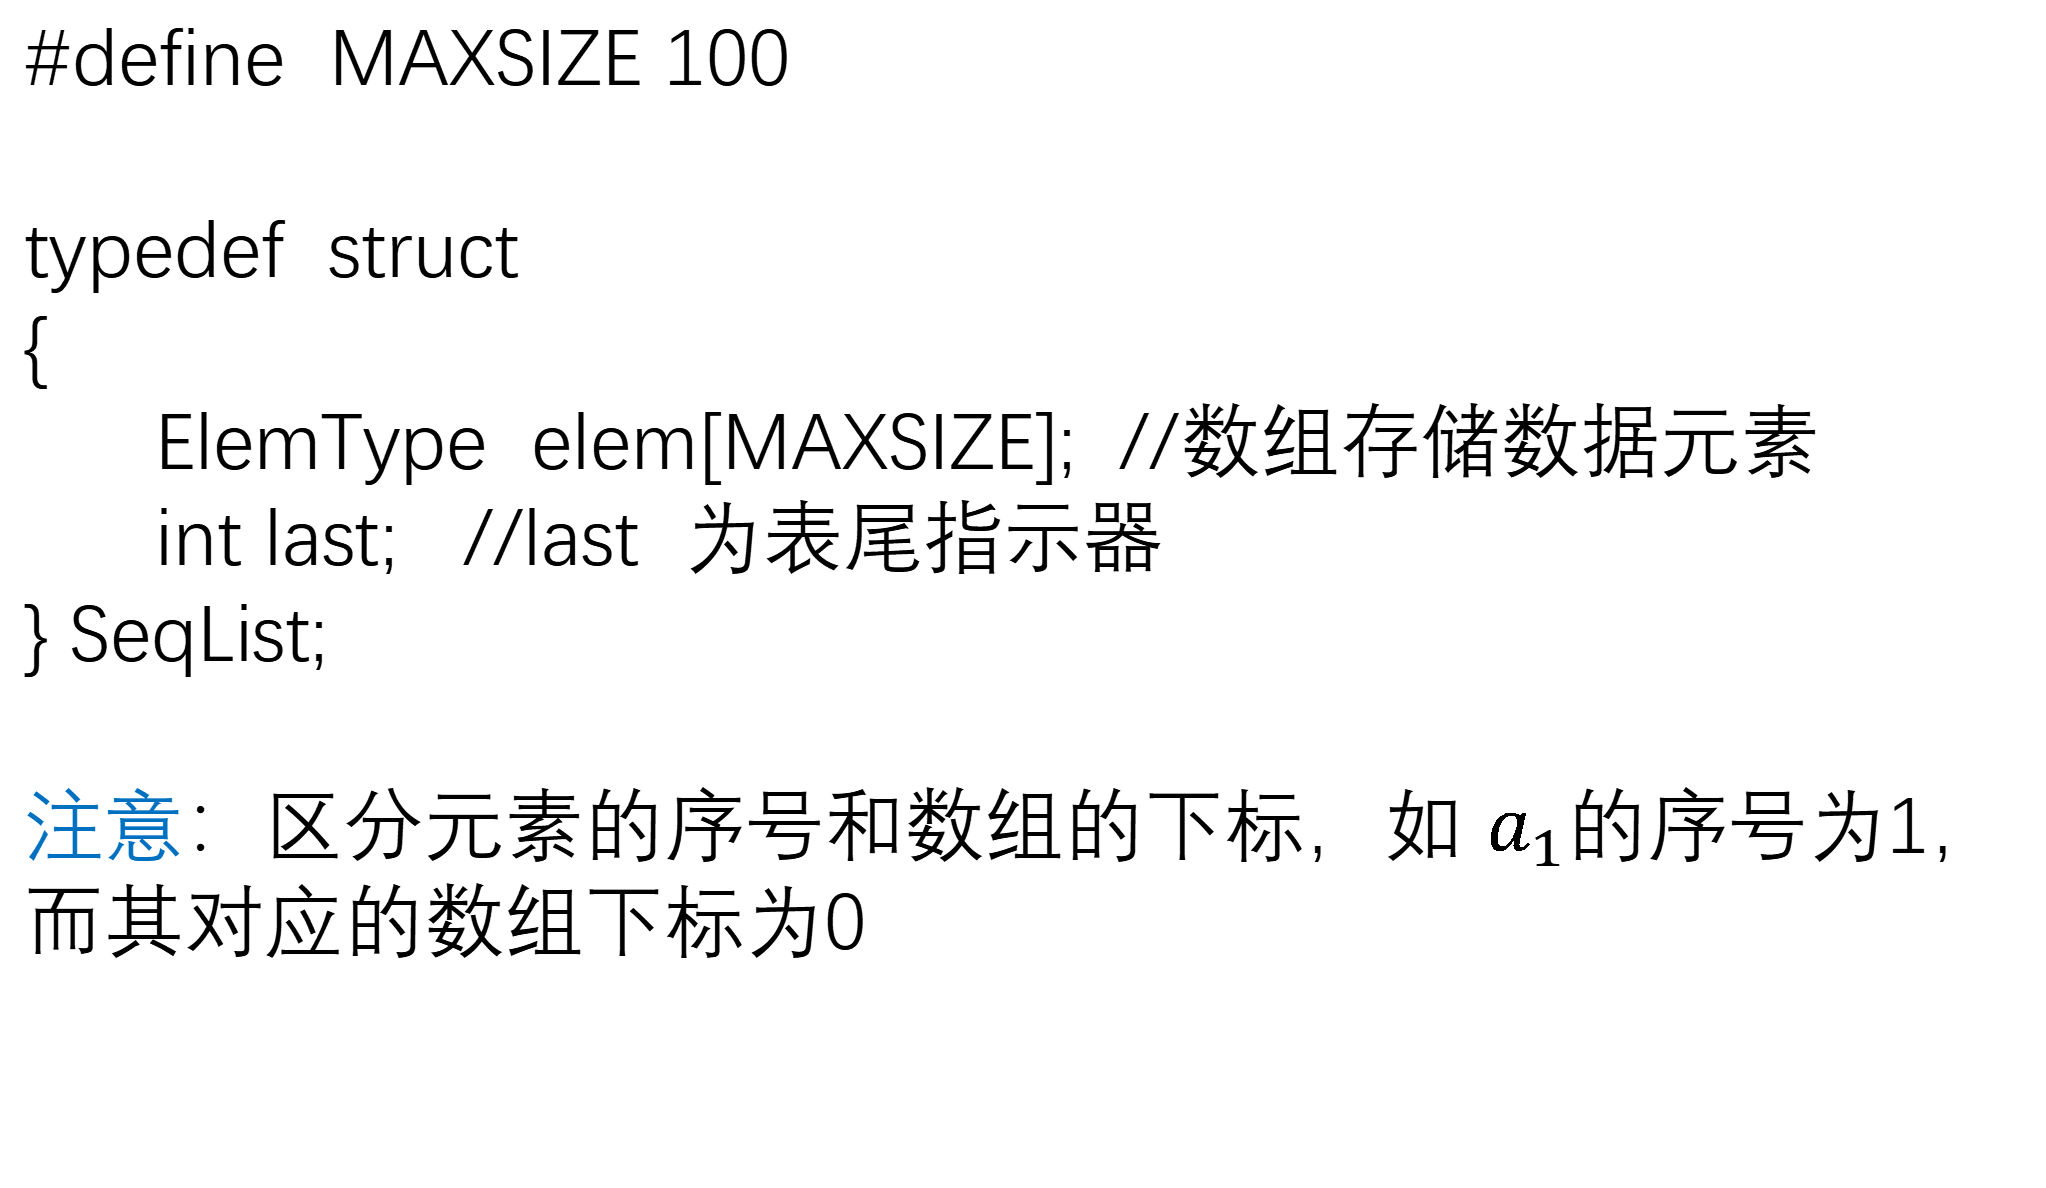 #define  MAXSIZE 100
typedef  struct
{
ElemType  elem[MAXSIZE];  //数组存储数据元素
int last;   //last  为表尾指示器
} SeqList;
注意： 区分元素的序号和数组的下标，如 a₁的序号为1，
而其对应的数组下标为0